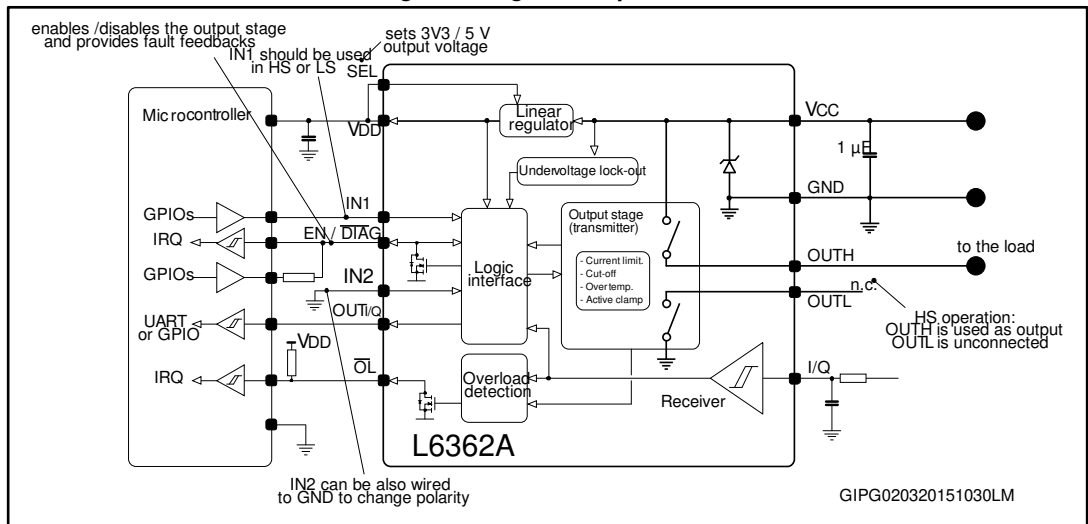 enables /disables the output stage
and provides fault feedbacks
IN1 should be used
in HS or LS
sets 3V3 / 5 V
output voltage
SEL
Microcontroller
VDD
Linear
regulator
VCC
1 µF
Undervoltage lock-out
GND
GPIOs
IN1
IRQ
EN / DIAG
GPIOs
IN2
Logic
interface
Output stage
(transmitter)
- Current limit.
- Cut-off
- Overtemp.
- Active clamp
OUTH
to the load
n.c.
OUTL
HS operation:
OUTH is used as output
OUTL is unconnected
UART
or GPIO
OUTI/Q
VDD
IRQ
OL
Overload
detection
Receiver
I/Q
L6362A
IN2 can be also wired
to GND to change polarity
GIPG020320151030LM